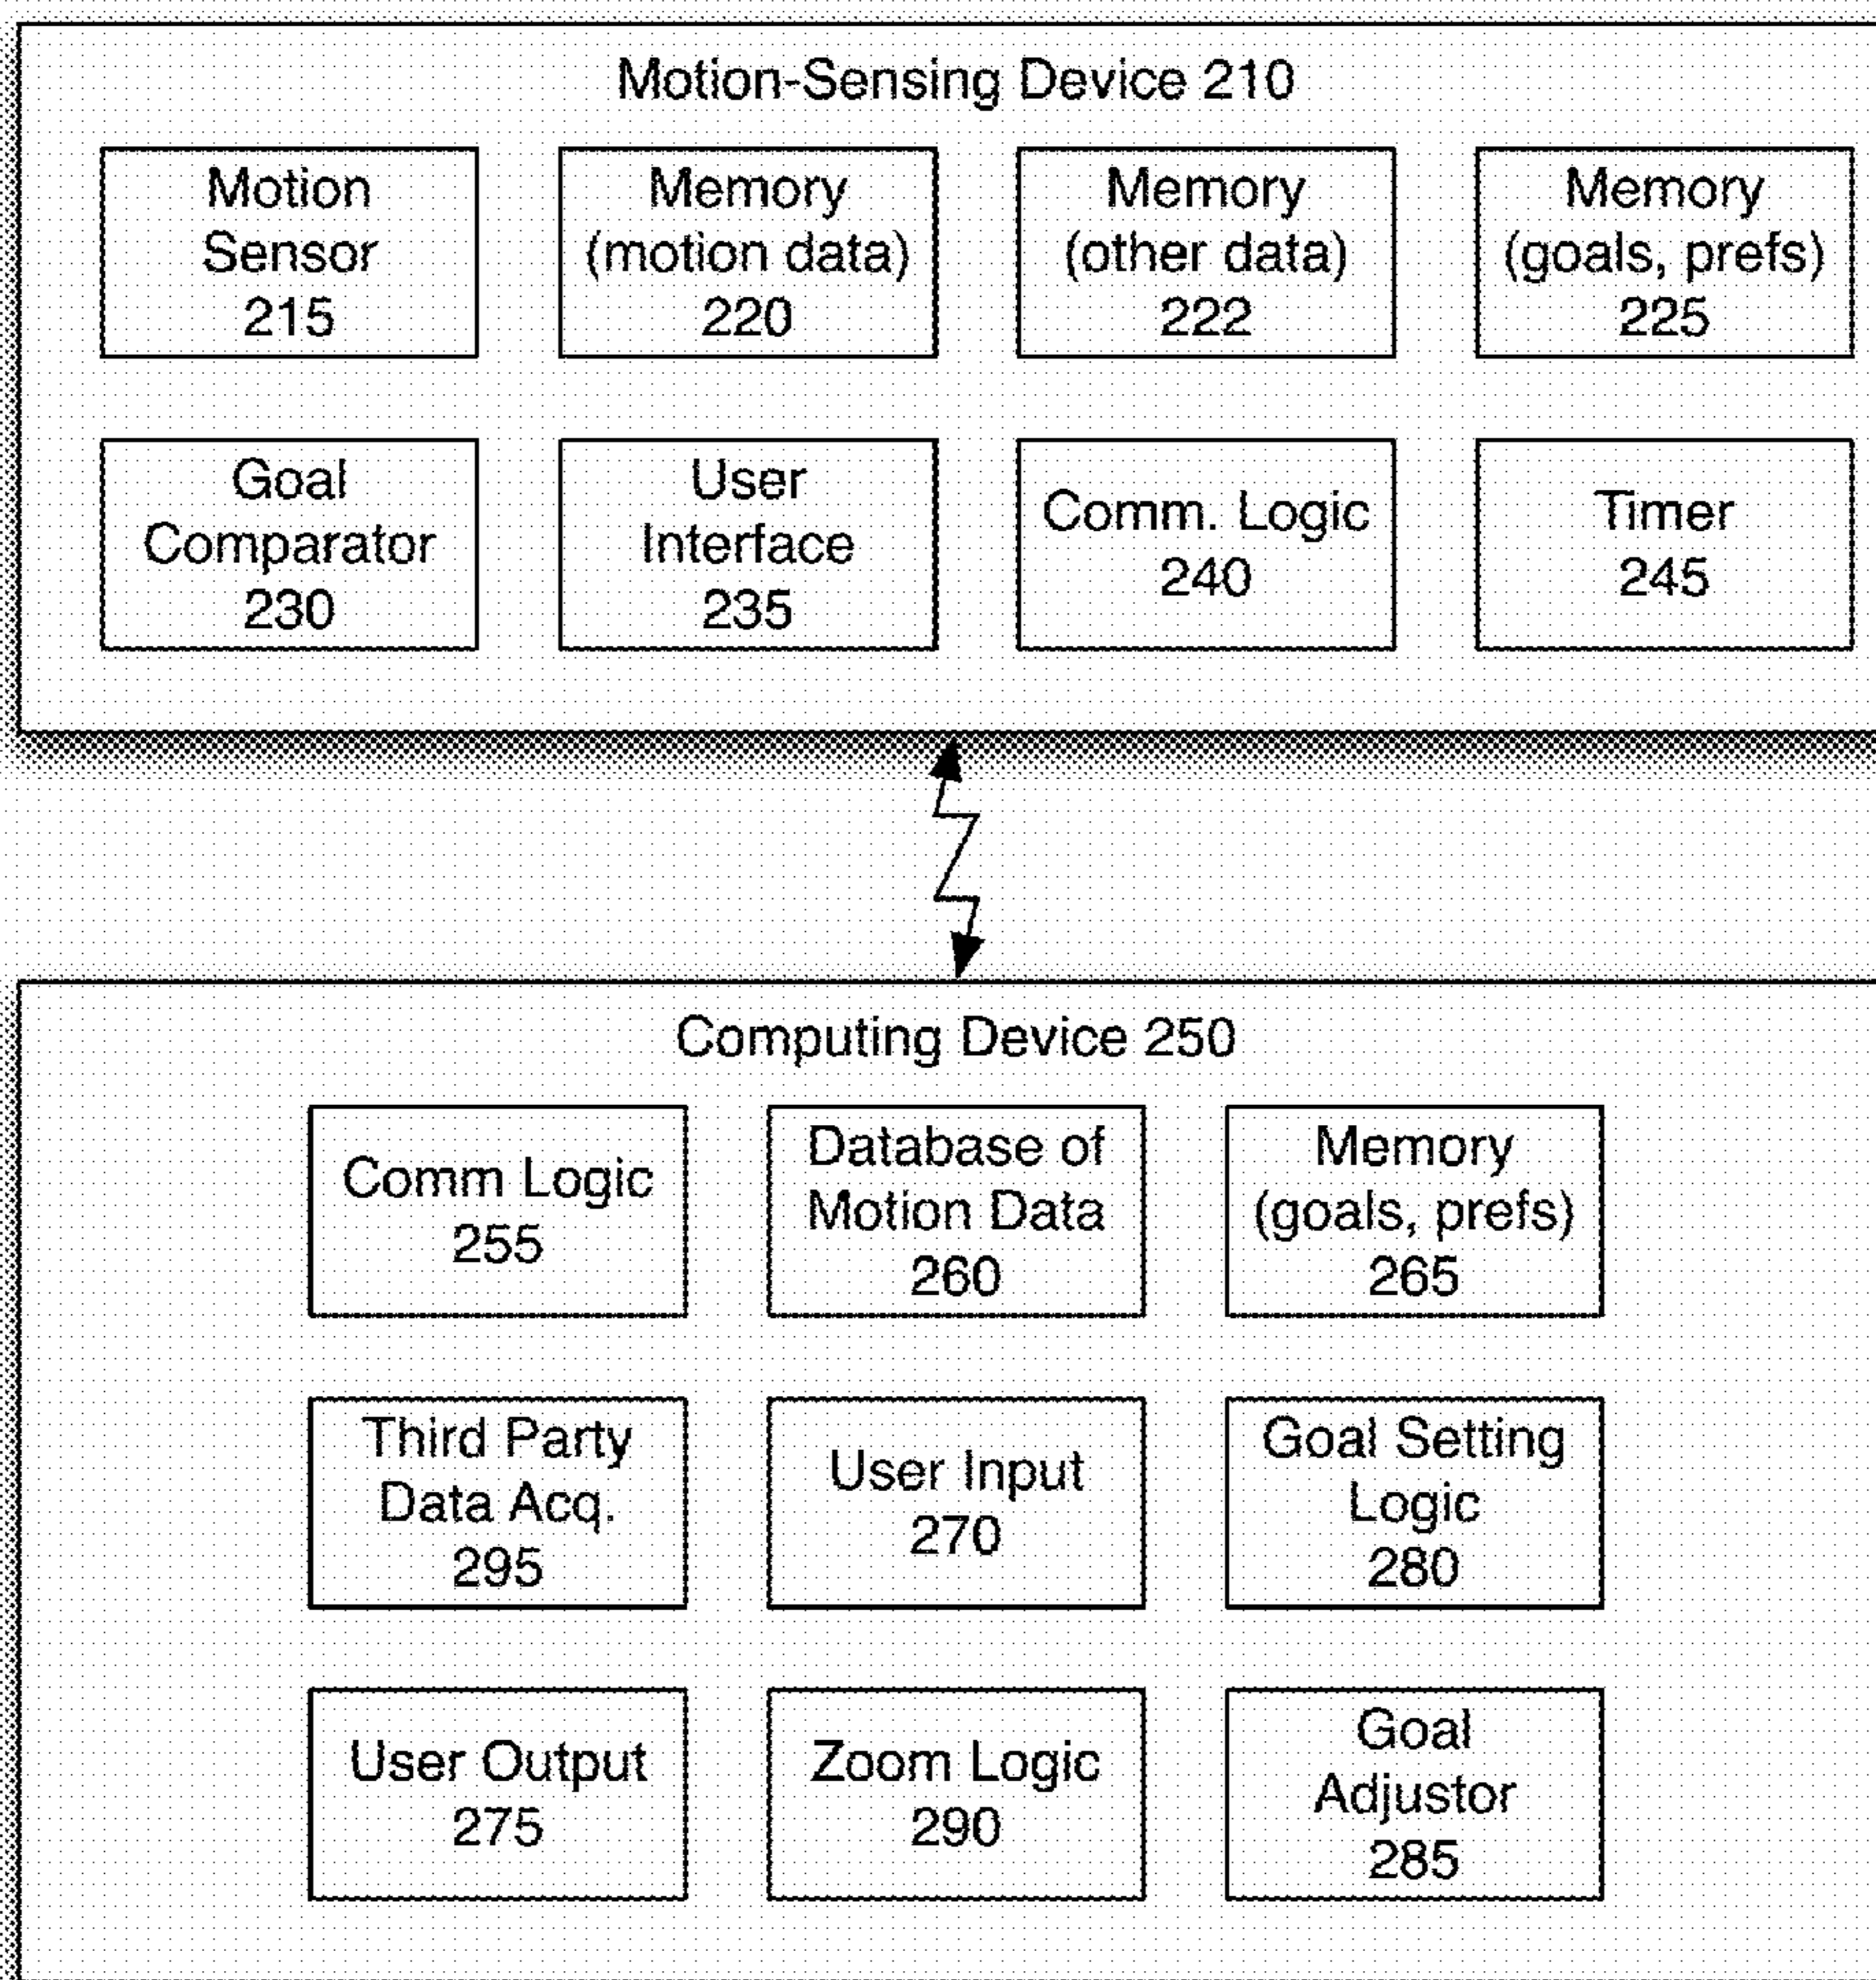 Motion-Sensing Device 210
Motion
Sensor
215
Memory
(motion data)
220
Memory
(other data)
222
Memory
(goals, prefs)
225
Goal
Comparator
230
User
Interface
235
Comm. Logic
240
Timer
245
Computing Device 250
Comm Logic
255
Database of
Motion Data
260
Memory
(goals, prefs)
265
Third Party
Data Acq.
295
User Input
270
Goal Setting
Logic
280
User Output
275
Zoom Logic
290
Goal
Adjustor
285